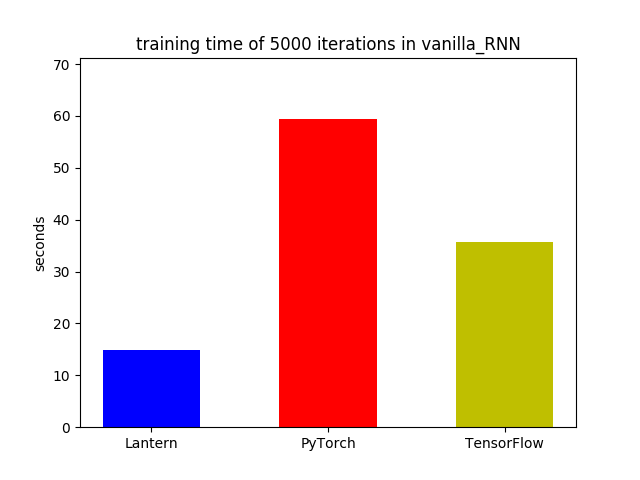 training time of 5000 iterations in vanilla_RNN
70
60
50
40
30
20
10
0
seconds
Lantern
PyTorch
TensorFlow